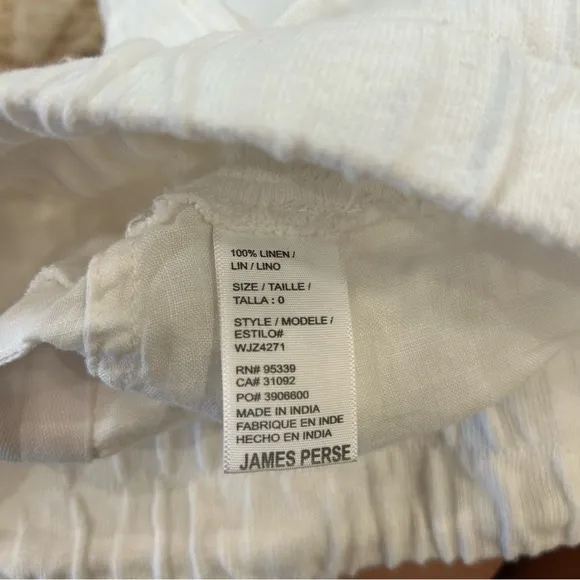 100% LINEN /
LIN / LINO
SIZE / TAILLE /
TALLA : 0
STYLE / MODELE /
ESTILO#
WJZ4271
RN# 95339
CA# 31092
PO# 3906600
MADE IN INDIA
FABRIQUE EN INDE
HECHO EN INDIA
JAMES PERSE